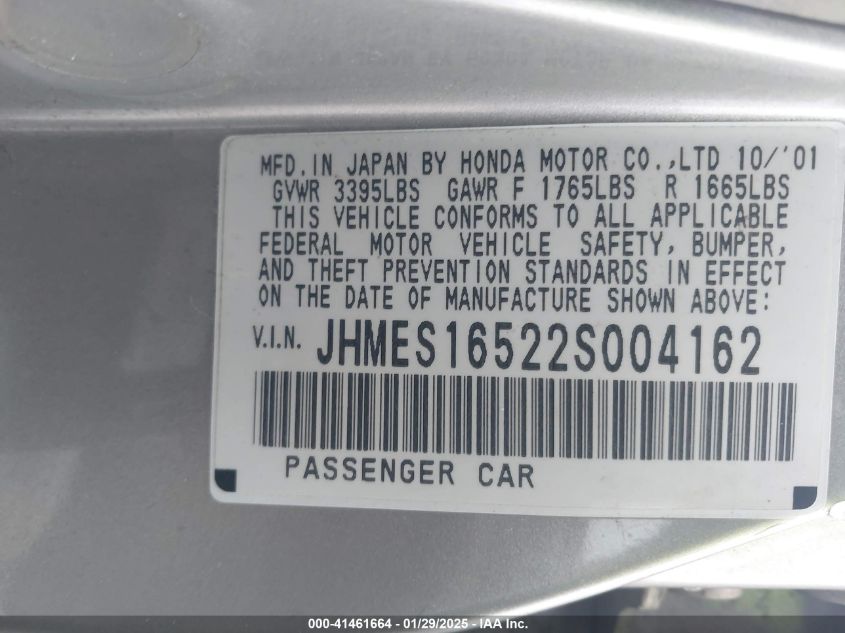 MFD. IN JAPAN BY HONDA MOTOR CO.,LTD 10/'01
GVWR 3395LBS GAWR F 1765LBS R 1665LBS
THIS VEHICLE CONFORMS TO ALL APPLICABLE
FEDERAL MOTOR VEHICLE SAFETY, BUMPER,
AND THEFT PREVENTION STANDARDS IN EFFECT
ON THE DATE OF MANUFACTURE SHOWN ABOVE:
V.I.N. JHMES16522S004162
PASSENGER CAR
000-41461664 - 01/29/2025 - © IAA, Inc.